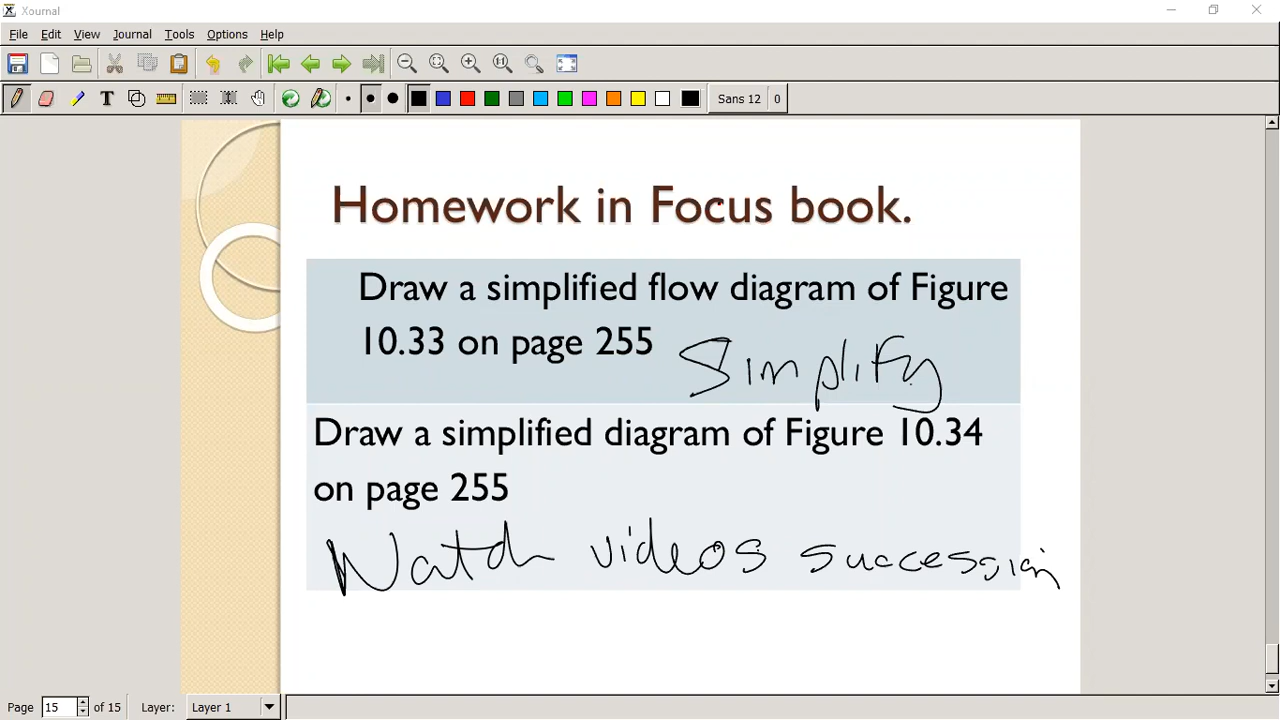 Xournal
File Edit View Journal Tools Options Help
Sans 12 0
Homework in Focus book.
Draw a simplified flow diagram of Figure
10.33 on page 255
Simplify
Draw a simplified diagram of Figure 10.34
on page 255
Watch videos succession
Page 15 of 15 Layer: Layer 1